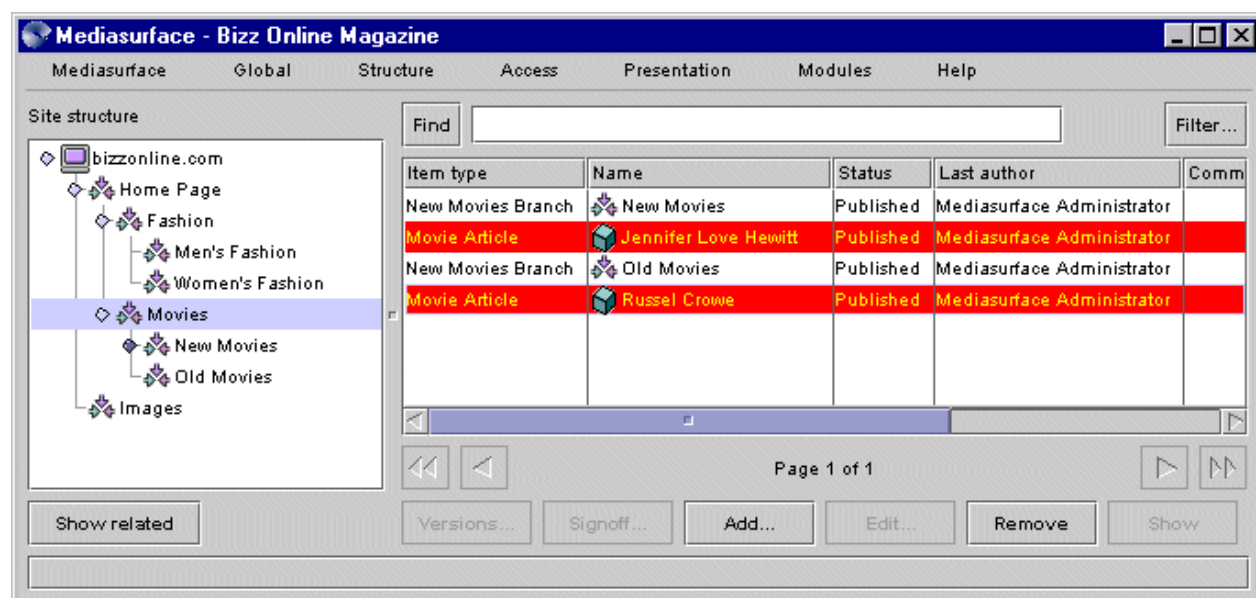 Mediasurface - Bizz Online Magazine
Mediasurface Global Structure Access Presentation Modules Help
Site structure
Find Filter...
bizzonline.com
Home Page
Fashion
Men's Fashion
Women's Fashion
Movies
New Movies
Old Movies
Images
Item type Name Status Last author Comm
New Movies Branch New Movies Published Mediasurface Administrator
Movie Article Jennifer Love Hewitt Published Mediasurface Administrator
New Movies Branch Old Movies Published Mediasurface Administrator
Movie Article Russel Crowe Published Mediasurface Administrator
Page 1 of 1
Show related Versions... Signoff... Add... Edit... Remove Show